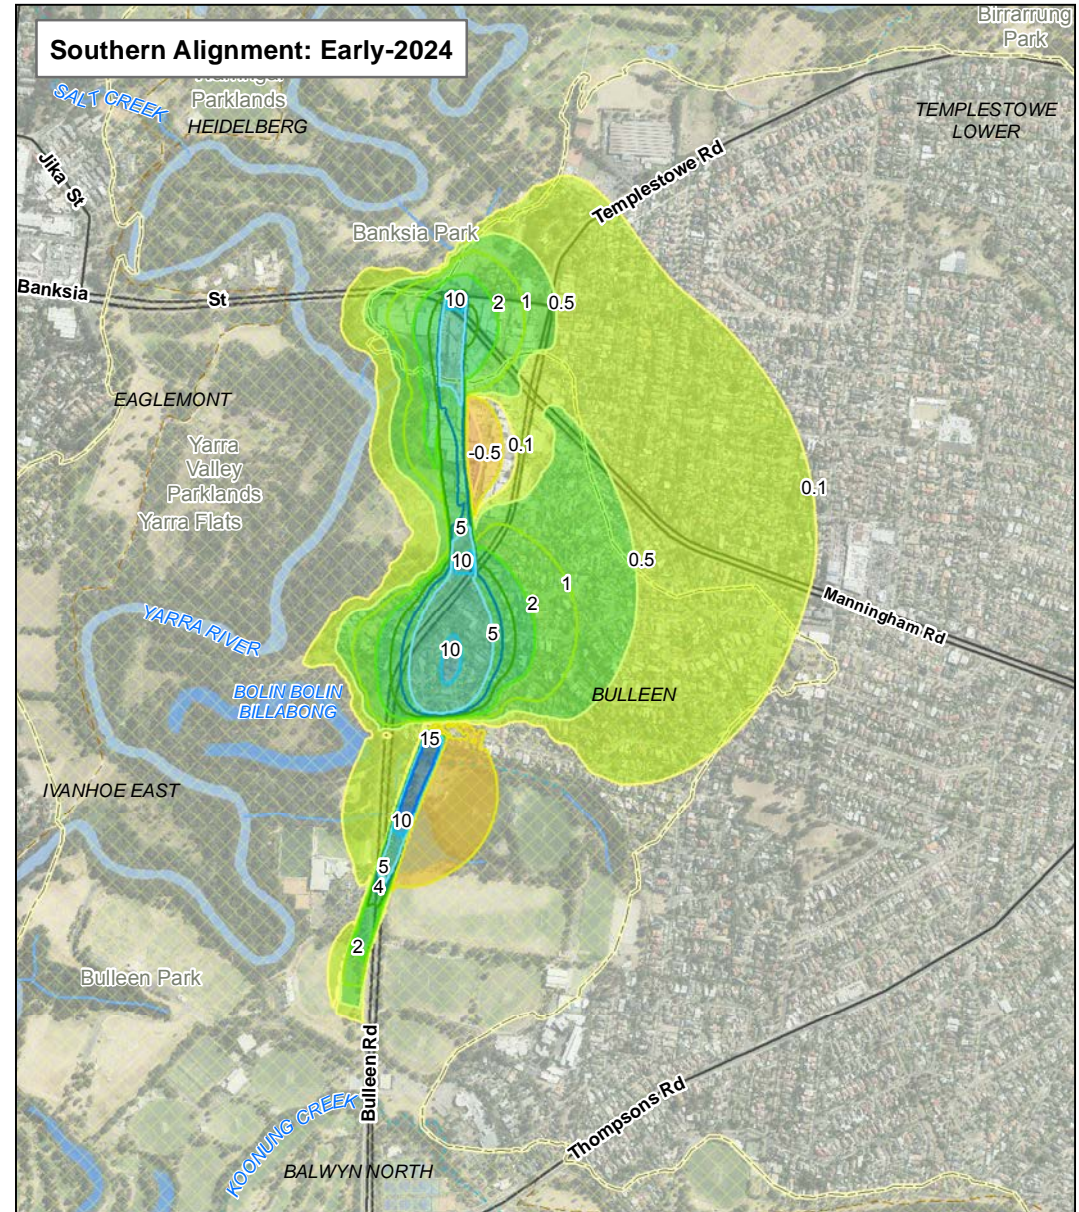 Birrarung
Park
Southern Alignment: Early-2024
Parklands
SALT CREEK
HEIDELBERG
TEMPLESTOWE
LOWER
Jika St
Templestowe Rd
Banksia Park
Banksia
St
10
2
1
0.5
EAGLEMONT
Yarra
Valley
Parklands
Yarra Flats
-0.5
0.1
0.1
5
10
0.5
1
2
5
10
Manningham Rd
YARRA RIVER
BOLIN BOLIN
BILLABONG
BULLEEN
15
IVANHOE EAST
10
5
4
2
Bulleen Park
Bulleen Rd
KOONUNG CREEK
Thompsons Rd
BALWYN NORTH